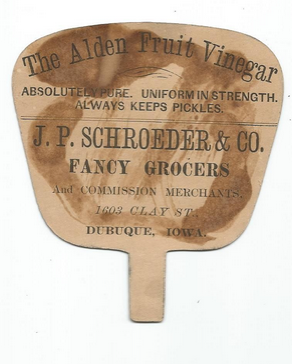 The Alden Fruit Vinegar
ABSOLUTELY PURE. UNIFORM IN STRENGTH.
ALWAYS KEEPS PICKLES.
J. P. SCHROEDER & CO.
FANCY GROCERS
And COMMISSION MERCHANTS.
1603 CLAY ST.
DUBUQUE, IOWA.